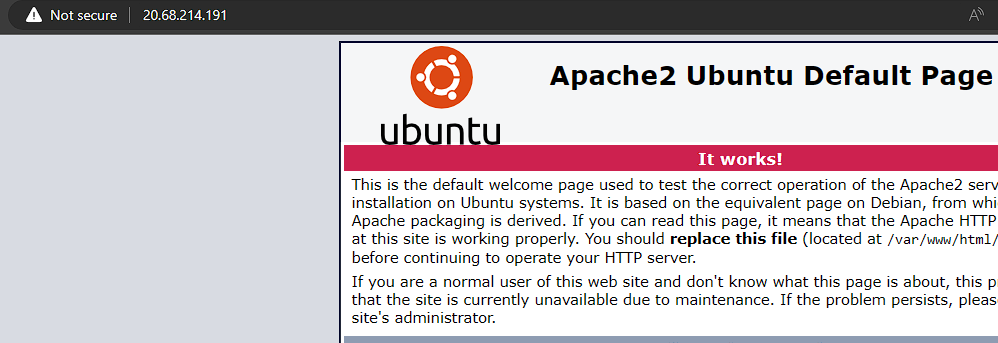 Not secure 20.68.214.191
Apache2 Ubuntu Default Page
ubuntu
It works!
This is the default welcome page used to test the correct operation of the Apache2
installation on Ubuntu systems. It is based on the equivalent page on Debian, from
Apache packaging is derived. If you can read this page, it means that the Apache HTTP
at this site is working properly. You should replace this file (located at /var/www/html/
before continuing to operate your HTTP server.
If you are a normal user of this web site and don't know what this page is about, this
that the site is currently unavailable due to maintenance. If the problem persists,
site's administrator.